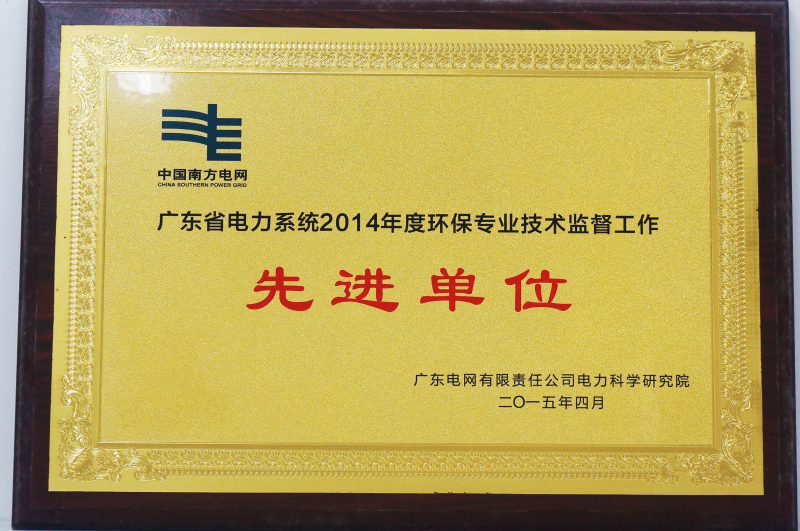 中国南方电网
CHINA SOUTHERN POWER GRID
广东省电力系统2014年度环保专业技术监督工作
先进单位
广东电网有限责任公司电力科学研究院
二〇一五年四月